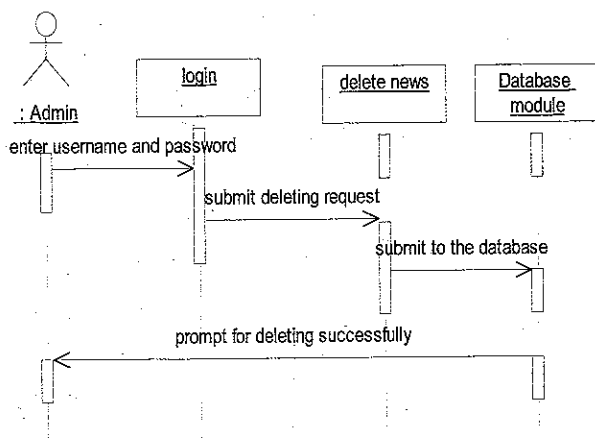 login
delete news
Database
module
: Admin
enter username and password
submit deleting request
submit to the database
prompt for deleting successfully